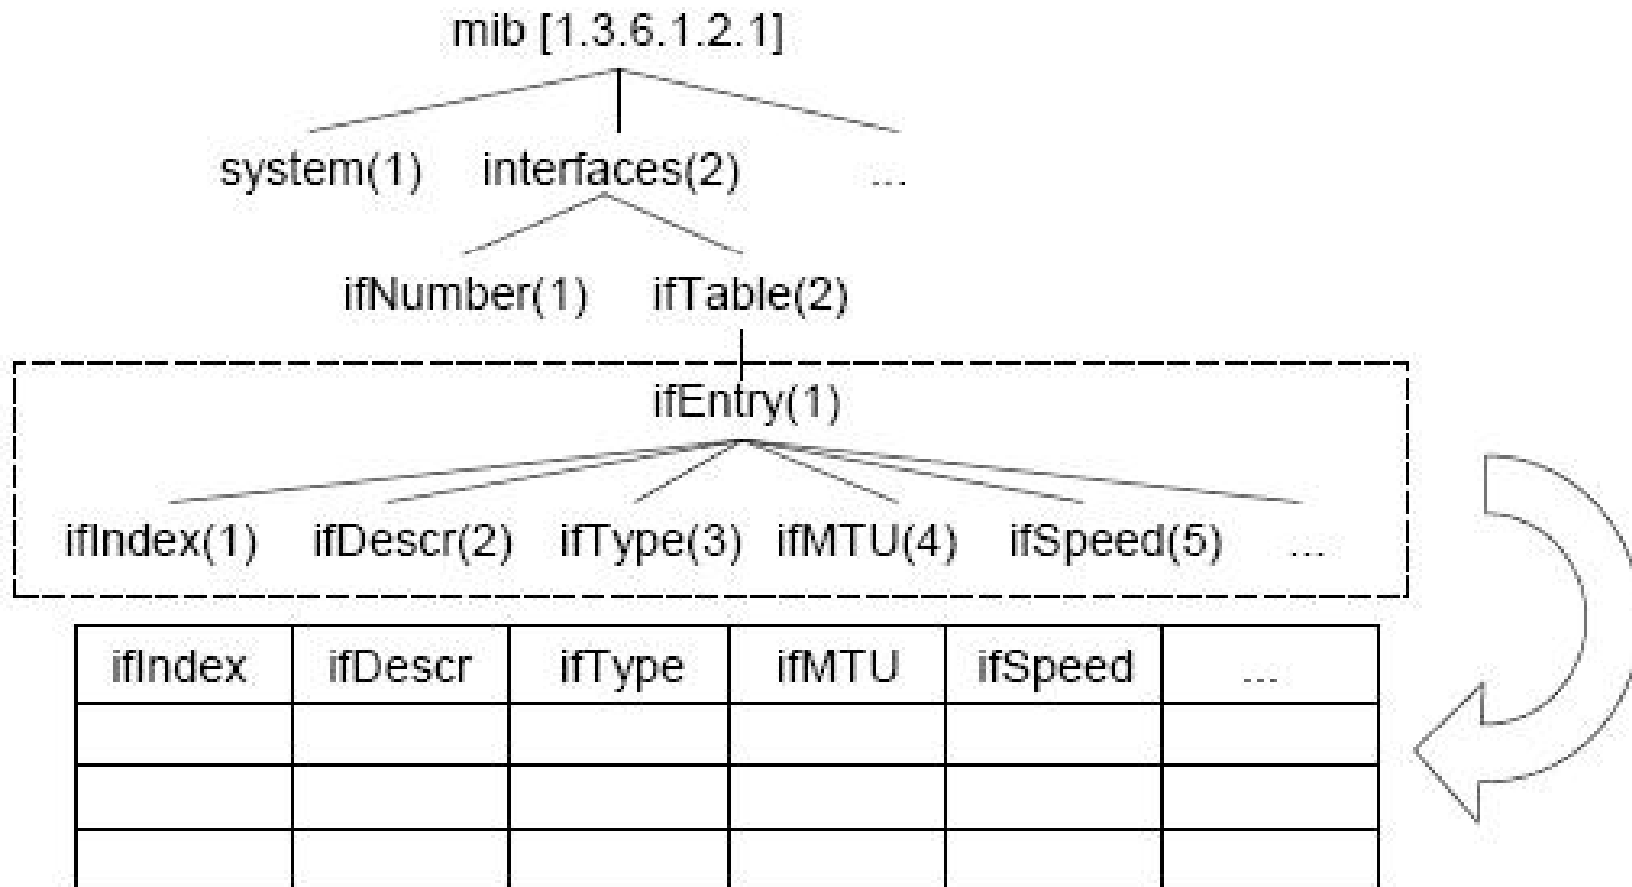 mib [1.3.6.1.2.1]
system(1) interfaces(2) ...
ifNumber(1) ifTable(2)
ifEntry(1)
ifIndex(1) ifDescr(2) ifType(3) ifMTU(4) ifSpeed(5) ...
ifIndex ifDescr ifType ifMTU ifSpeed ...